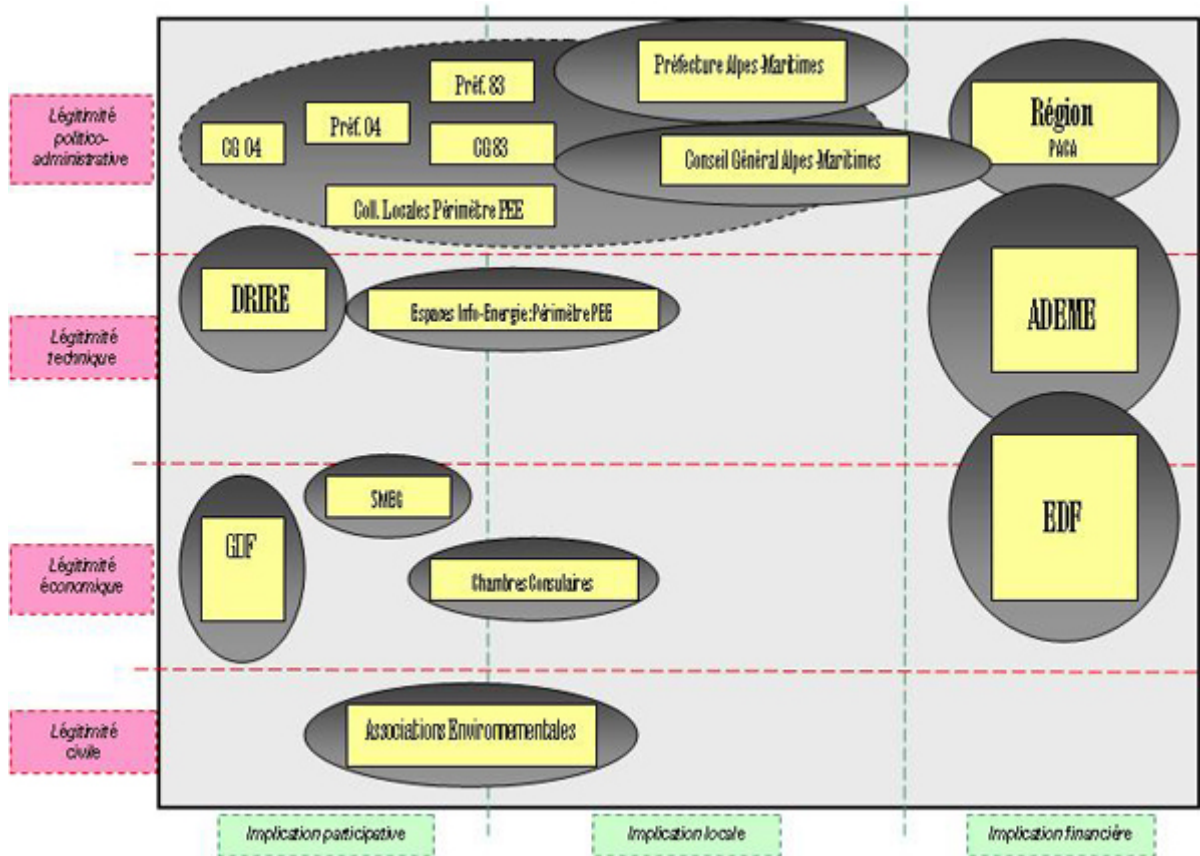 Légitimité
politico-
administrative
Préf. 83
Préf. 04
CG 04
CG 83
Coll. Locales Périmètre PEE
Préfecture Alpes-Maritimes
Conseil Général Alpes-Maritimes
Région
PACA
Légitimité
technique
DRIRE
Espaces Info-Energie:Périmètre PEE
ADEME
Légitimité
économique
GDF
SMEG
Chambres Consulaires
EDF
Légitimité
civile
Associations Environnementales
Implication participative
Implication locale
Implication financière